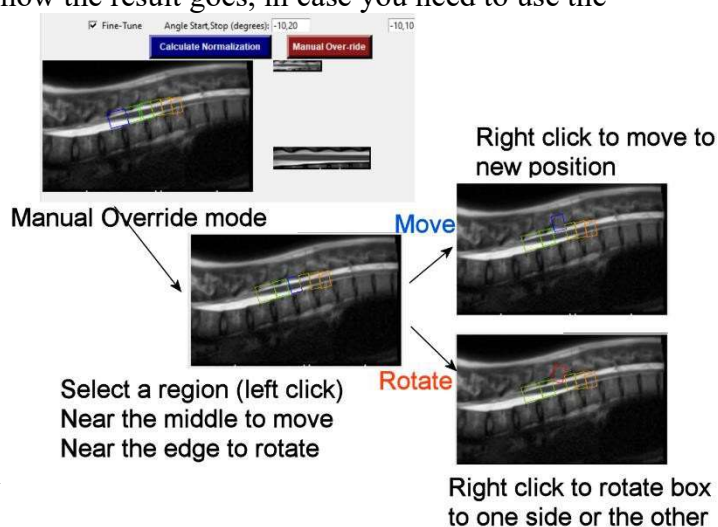 now the result goes, in case you need to use the
Fine-Tune Angle Start,Stop (degrees): -10,20 -10,10
Calculate Normalization Manual Over-ride
Right click to move to
new position
Manual Override mode
Move
Select a region (left click)
Near the middle to move
Near the edge to rotate
Rotate
Right click to rotate box
to one side or the other